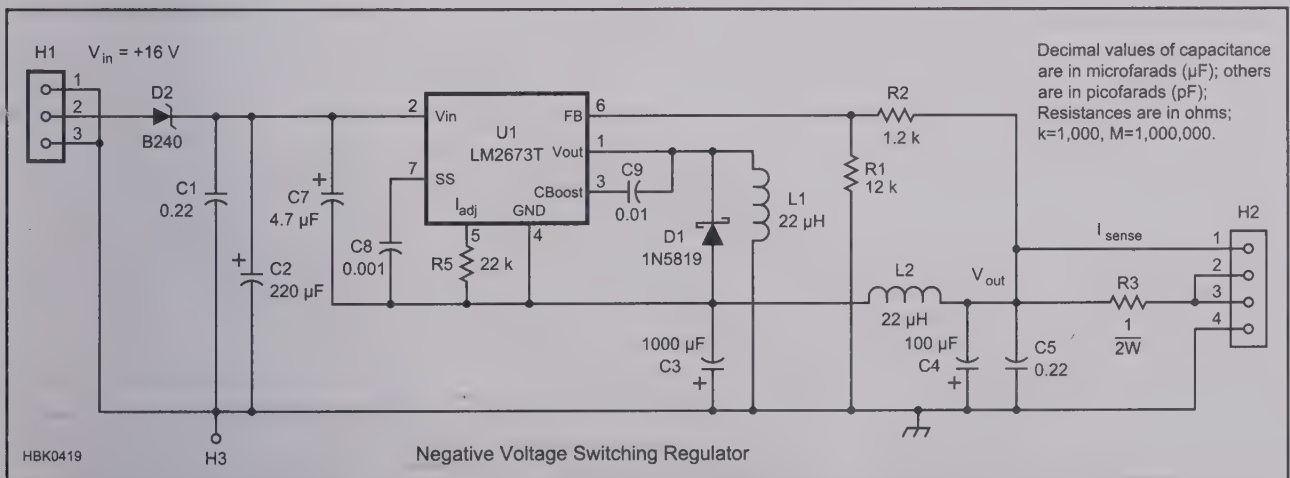 H1
V in = +16 V
1
2
3
D2
B240
C1
0.22
C2
220 µF
+
C7
4.7 µF
+
C8
0.001
2
Vin
7
SS
U1
LM2673T
FB
6
Vout
1
CBoost
3
I adj
GND
5
4
R5
22 k
C9
0.01
D1
1N5819
L1
22 µH
R2
1.2 k
R1
12 k
Decimal values of capacitance
are in microfarads (µF); others
are in picofarads (pF);
Resistances are in ohms;
k=1,000, M=1,000,000.
H2
I sense
1
2
3
4
L2
22 µH
V out
R3
1
2W
1000 µF
C3
+
100 µF
C4
+
C5
0.22
HBK0419
H3
Negative Voltage Switching Regulator